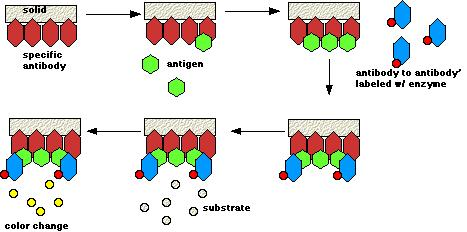 solid
specific
antibody
antigen
antibody to antibody'
labeled w/ enzyme
substrate
color change